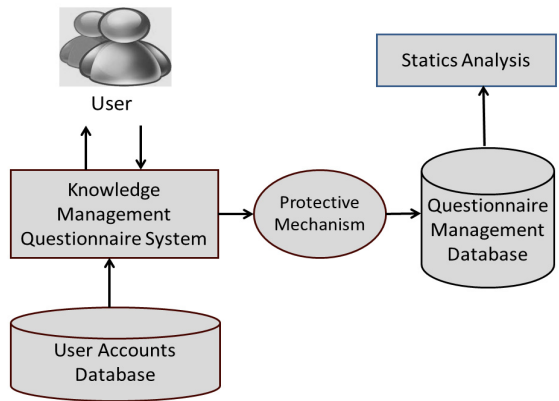 User
Statics Analysis
Knowledge
Management
Questionnaire System
Protective
Mechanism
Questionnaire
Management
Database
User Accounts
Database